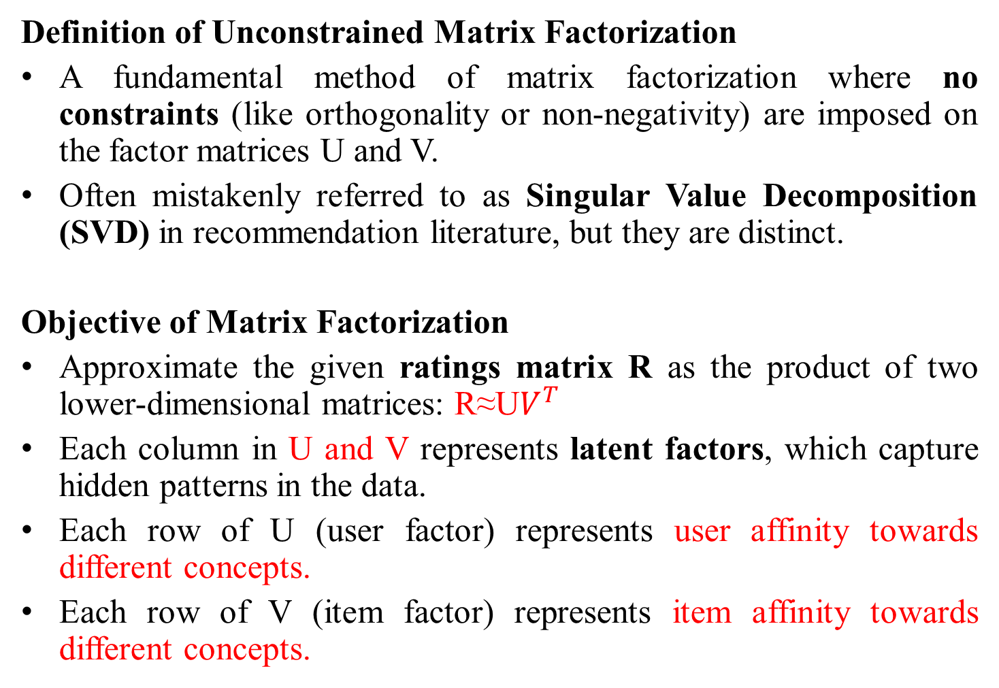 Definition of Unconstrained Matrix Factorization
• A fundamental method of matrix factorization where no
constraints (like orthogonality or non-negativity) are imposed on
the factor matrices U and V.
• Often mistakenly referred to as Singular Value Decomposition
(SVD) in recommendation literature, but they are distinct.
Objective of Matrix Factorization
• Approximate the given ratings matrix R as the product of two
lower-dimensional matrices: R≈U𝑉ᵀ
• Each column in U and V represents latent factors, which capture
hidden patterns in the data.
• Each row of U (user factor) represents user affinity towards
different concepts.
• Each row of V (item factor) represents item affinity towards
different concepts.